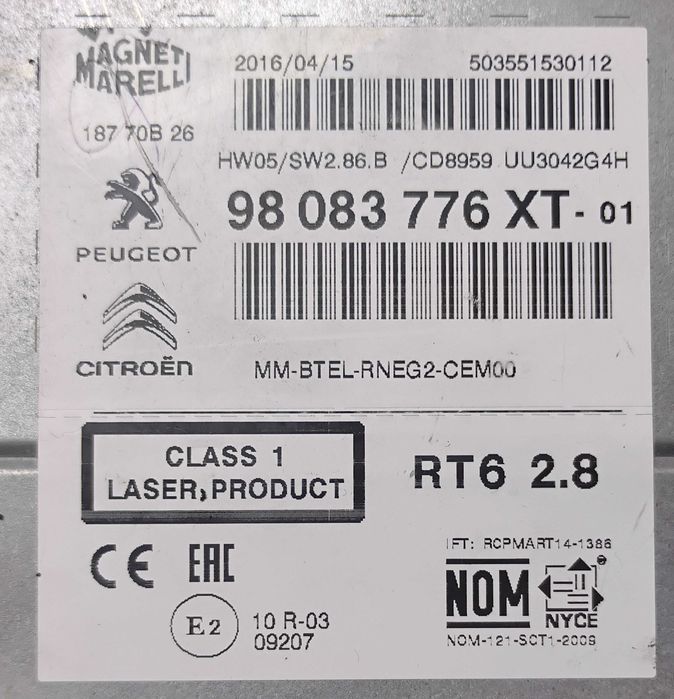 MAGNETI
MARELLI
2016/04/15 503551530112
187 70B 26
HW05/SW2.86.B /CD8959 UU3042G4H
98 083 776 XT- 01
PEUGEOT
CITROËN
MM-BTEL-RNEG2-CEM00
CLASS 1
LASER PRODUCT
RT6 2.8
IFT: RCPMART14-1386
CE EAC
NOM
NYCE
E2
10 R-03
09207
NOM-121-SCT1-2009